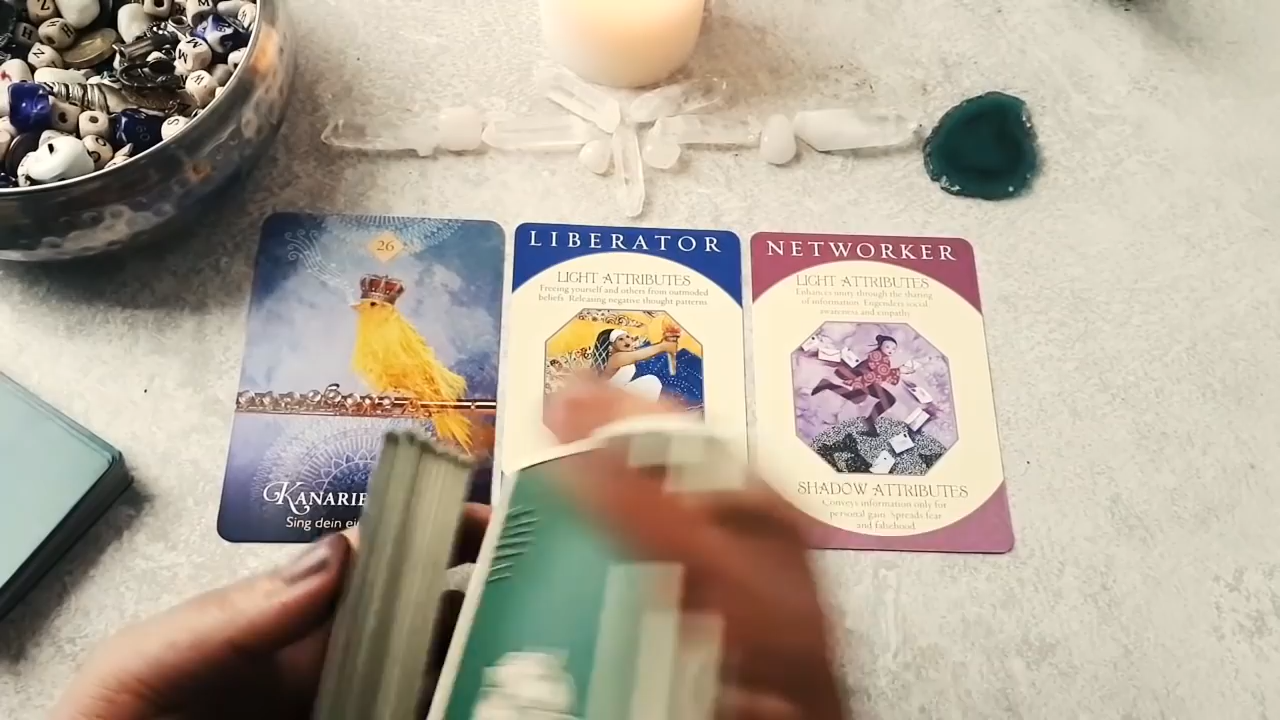 26
KANARIE
Sing dein ei
LIBERATOR
LIGHT ATTRIBUTES
Freeing yourself and others from outmoded
beliefs. Releasing negative thought patterns.
NETWORKER
LIGHT ATTRIBUTES
Enhances unity through the sharing
of information. Engenders social
awareness and empathy.
SHADOW ATTRIBUTES
Conveys information only for
personal gain. Spreads fear
and falsehood.